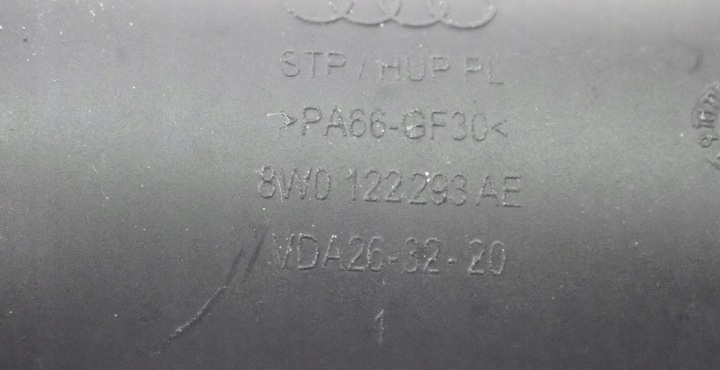 STP / HUP PL
>PA66-GF30<
8W0 122 293 AE
VDA26-32-20
1